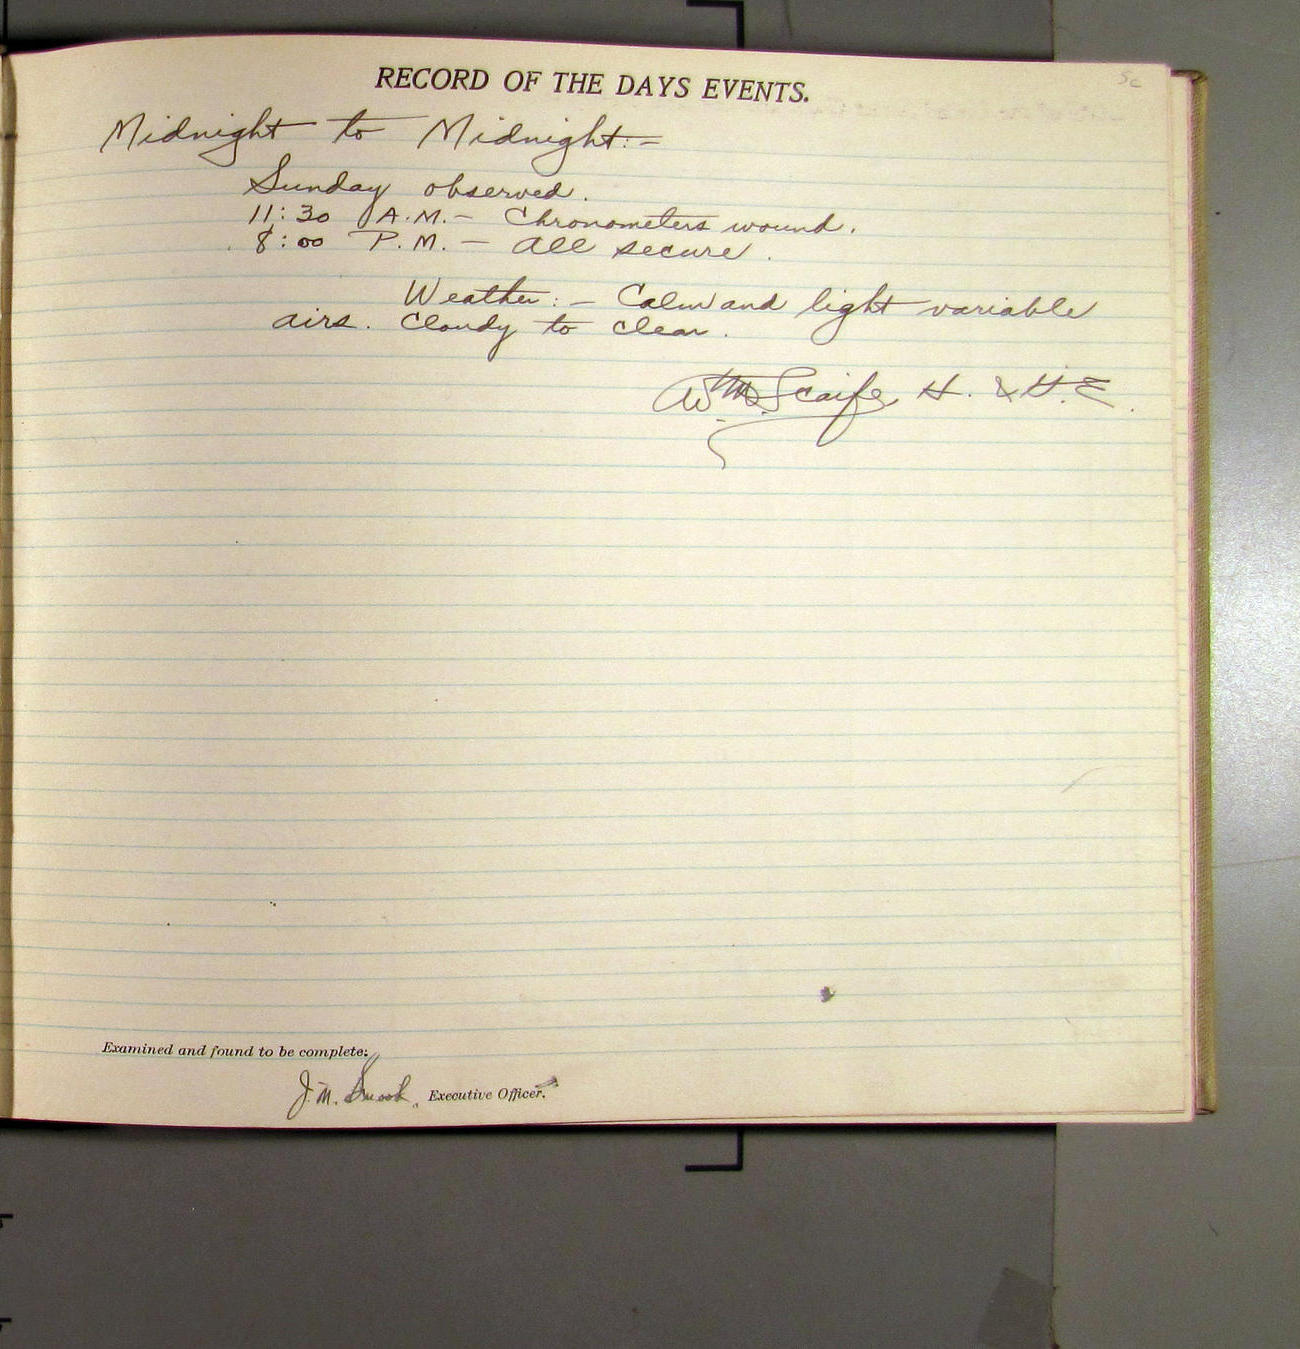 RECORD OF THE DAYS EVENTS.
Midnight to Midnight:-
Sunday observed.
11:30 A.M.- Chronometers wound.
8:00 P.M. - All secure.
Weather:- Calm and light variable
airs. Cloudy to clear.
Wm. M. Scaife, H. & G.E.
Examined and found to be complete:
J. M. Smook, Executive Officer.